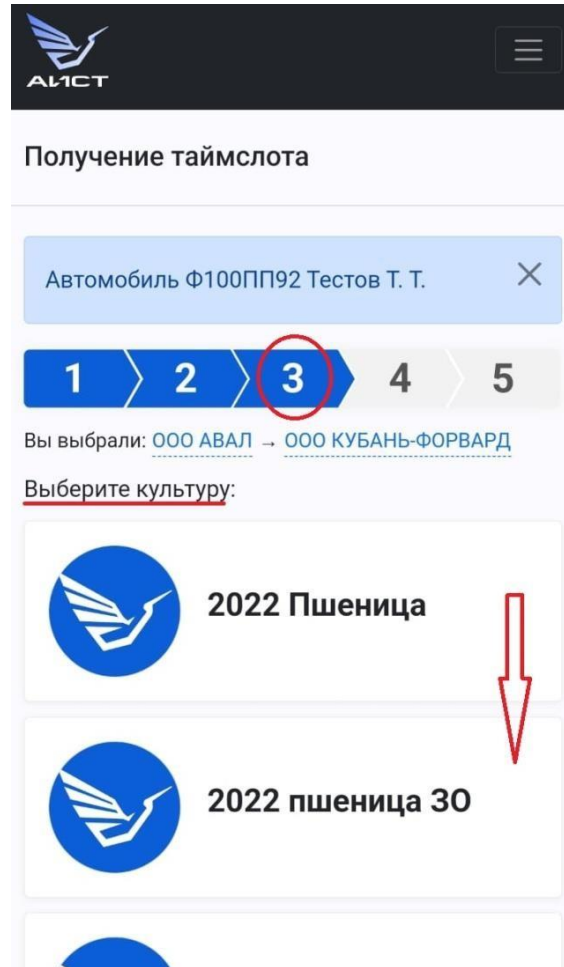 АИСТ
Получение таймслота
Автомобиль Ф100ПП92 Тестов Т. Т.
1 2 3 4 5
Вы выбрали: ООО АВАЛ → ООО КУБАНЬ-ФОРВАРД
Выберите культуру:
2022 Пшеница
2022 пшеница ЗО